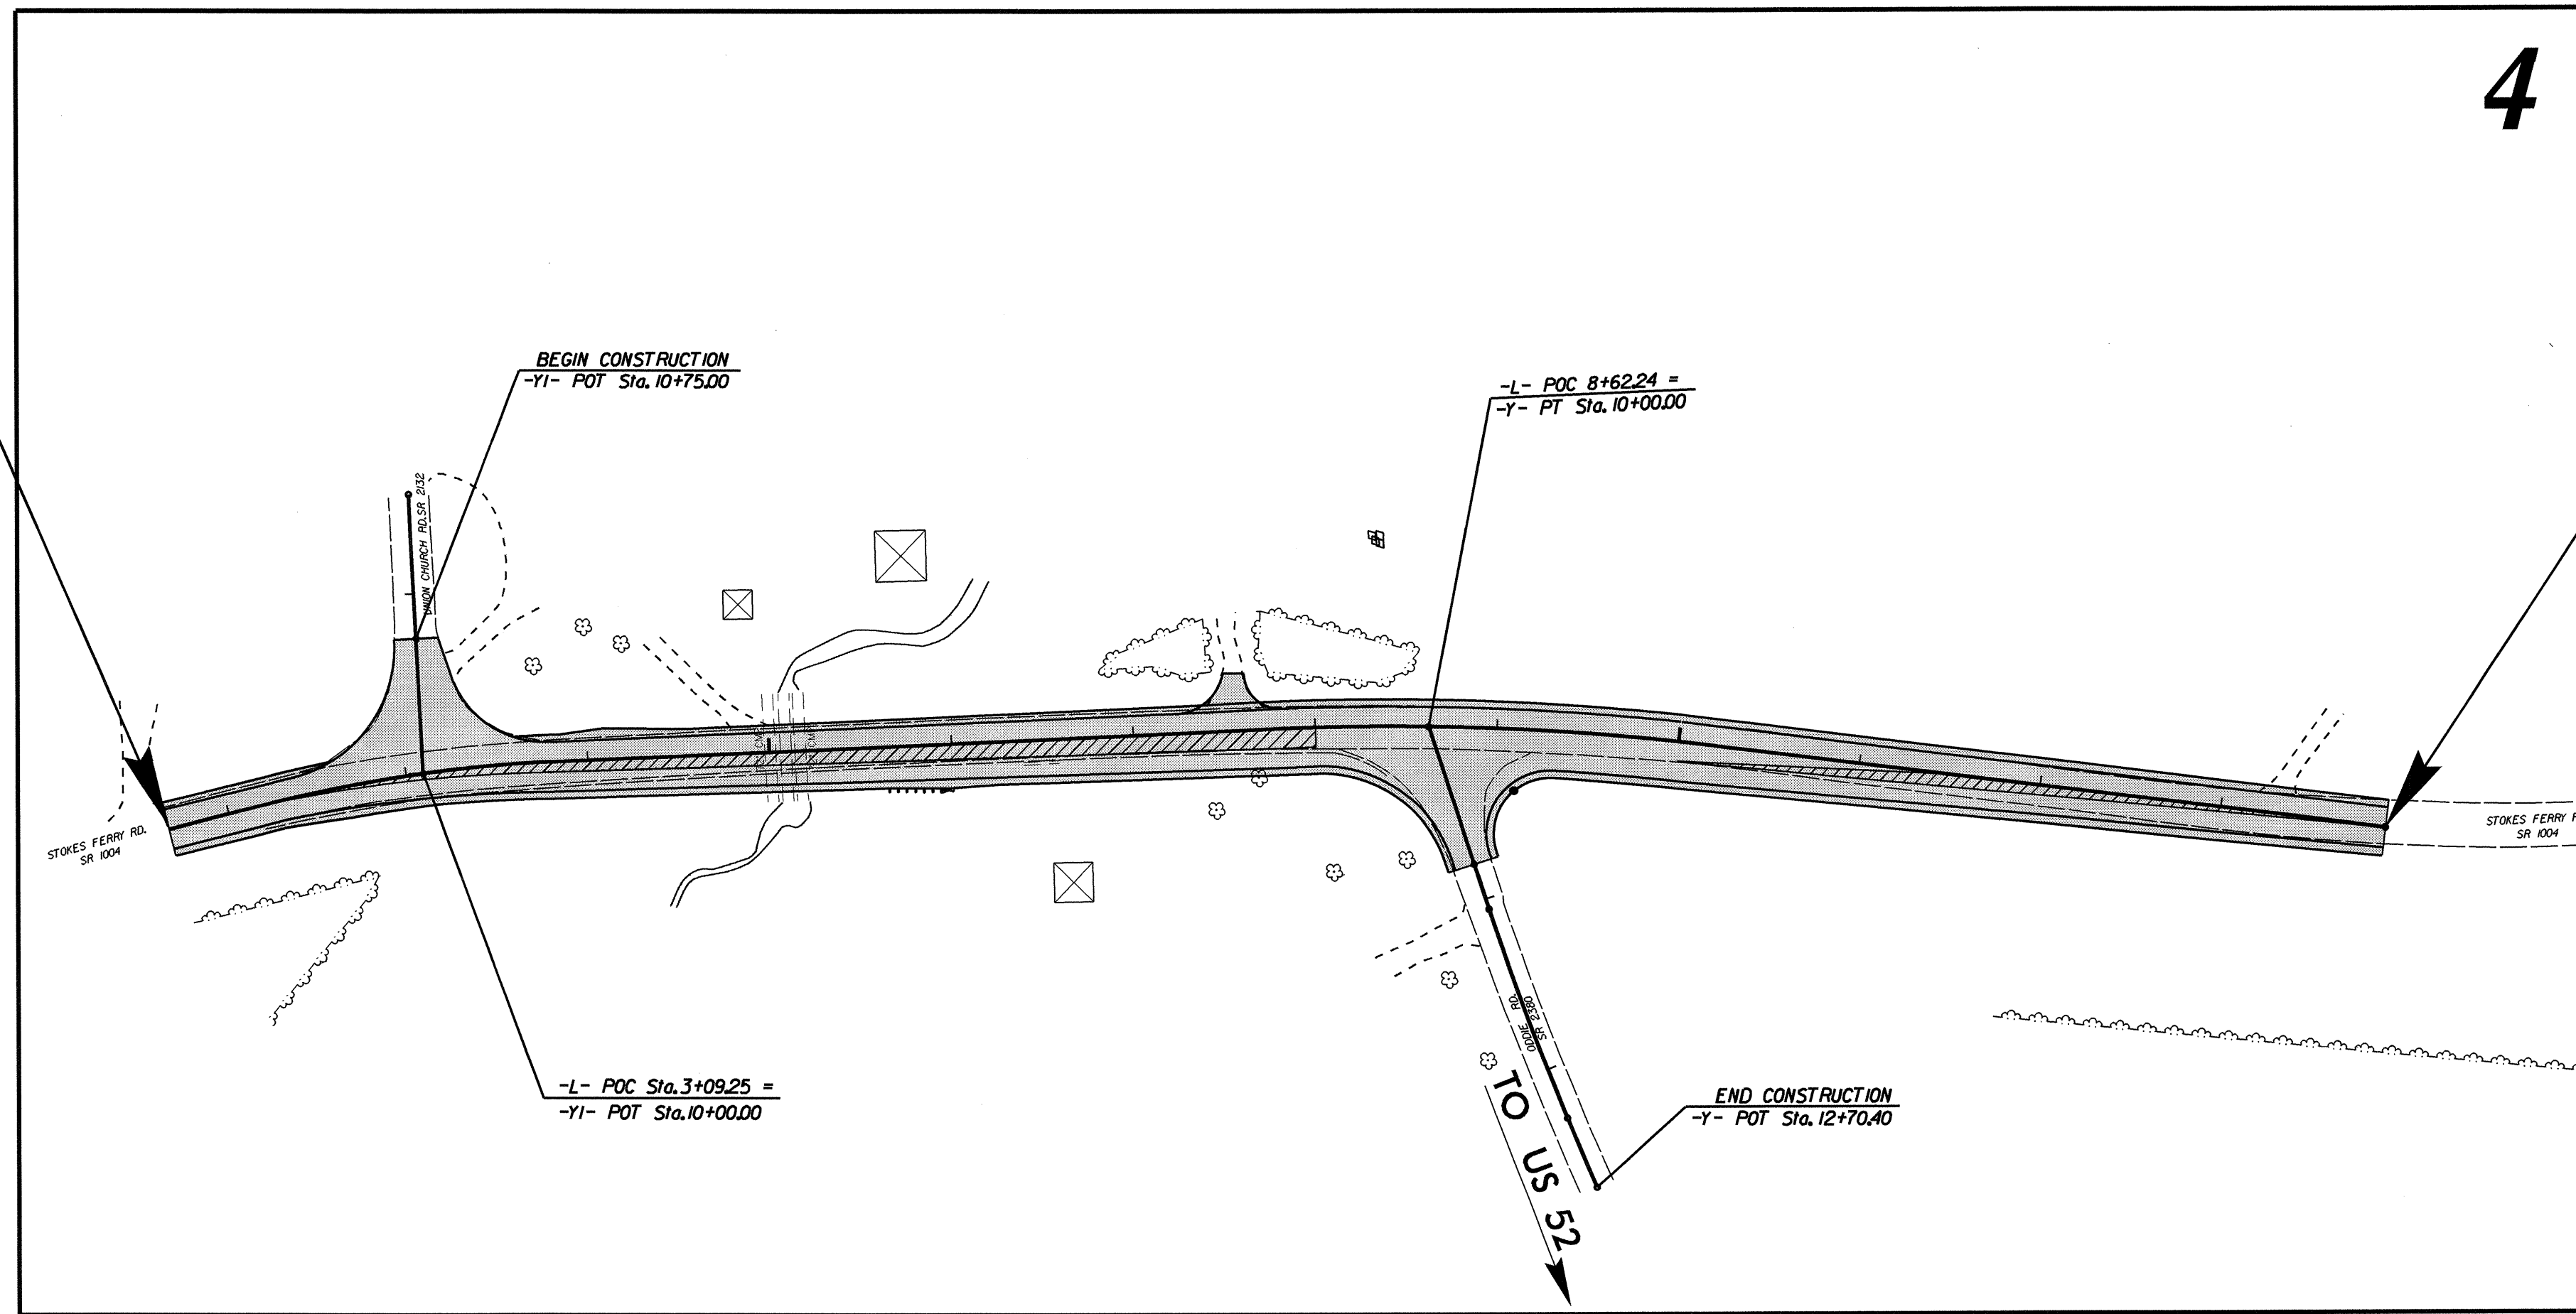 4
BEGIN CONSTRUCTION
-Y1- POT Sta. 10+75.00
-L- POC 8+62.24 =
-Y- PT Sta. 10+00.00
UNION CHURCH RD. SR 2132
STOKES FERRY RD.
SR 1004
STOKES FERRY R
SR 1004
ODDIE RD.
SR 2380
-L- POC Sta. 3+09.25 =
-Y1- POT Sta. 10+00.00
END CONSTRUCTION
-Y- POT Sta. 12+70.40
TO US 52